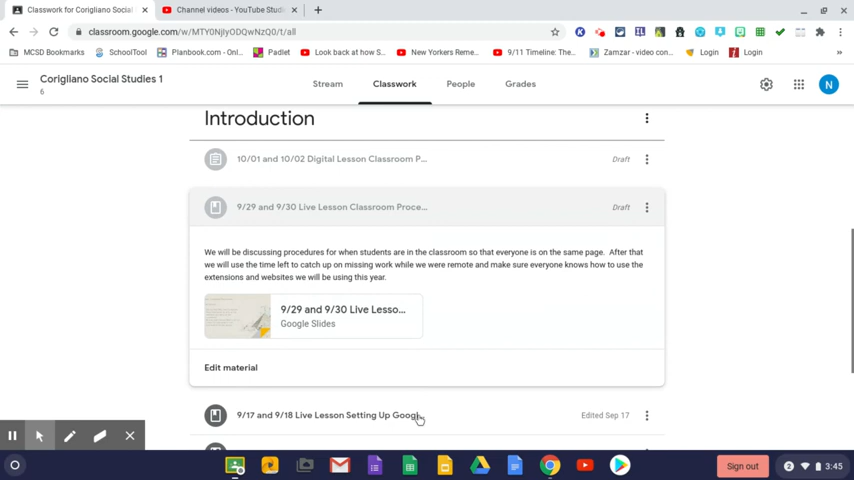 Classwork for Corigliano Social
Channel videos - YouTube Studi
classroom.google.com/w/MTY0NjIyODQwNzQ0/t/all
MCSD Bookmarks
SchoolTool
Planbook.com - Onl...
Padlet
Look back at how S...
New Yorkers Reme...
9/11 Timeline: The...
Zamzar - video con...
Login
Login
Corigliano Social Studies 1
6
Stream
Classwork
People
Grades
N
Introduction
10/01 and 10/02 Digital Lesson Classroom P...
Draft
9/29 and 9/30 Live Lesson Classroom Proce...
Draft
We will be discussing procedures for when students are in the classroom so that everyone is on the same page. After that
we will use the time left to catch up on missing work while we were remote and make sure everyone knows how to use the
extensions and websites we will be using this year.
9/29 and 9/30 Live Lesso...
Google Slides
Edit material
9/17 and 9/18 Live Lesson Setting Up Googl
Edited Sep 17
Sign out
2
3:45